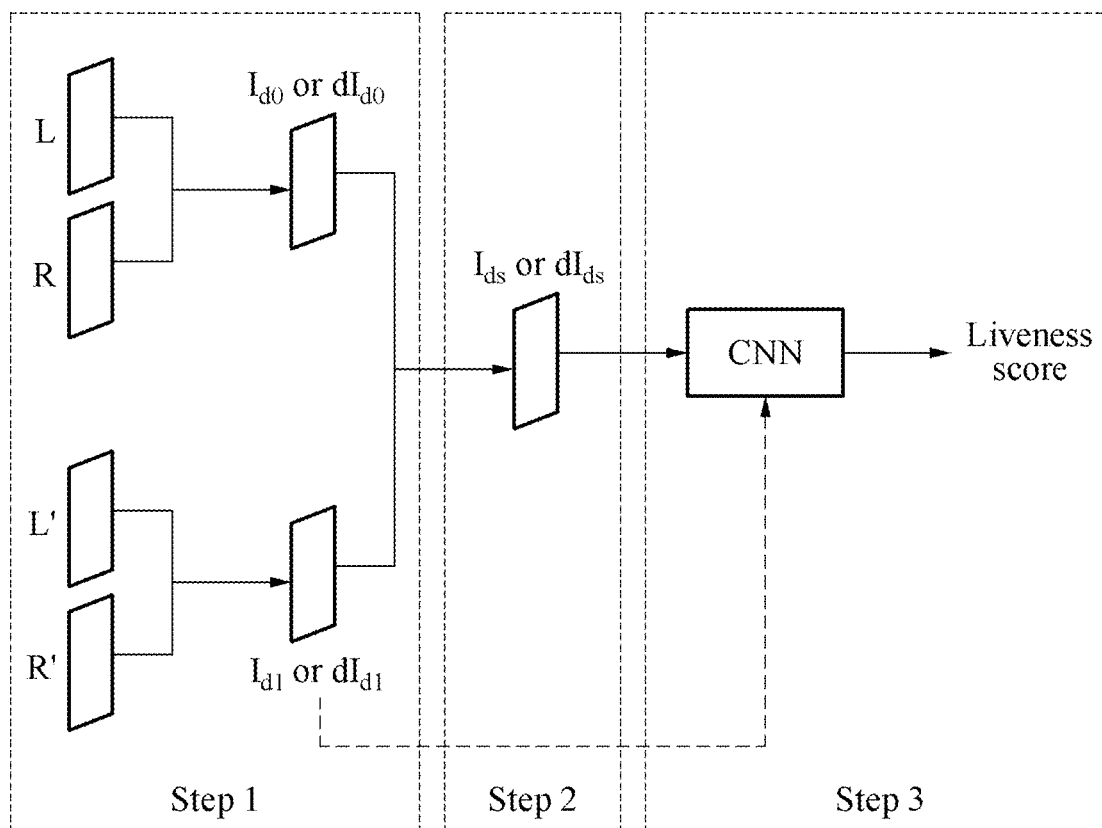 L
R
I_d0 or dI_d0
I_ds or dI_ds
CNN
Liveness
score
L'
R'
I_d1 or dI_d1
Step 1
Step 2
Step 3